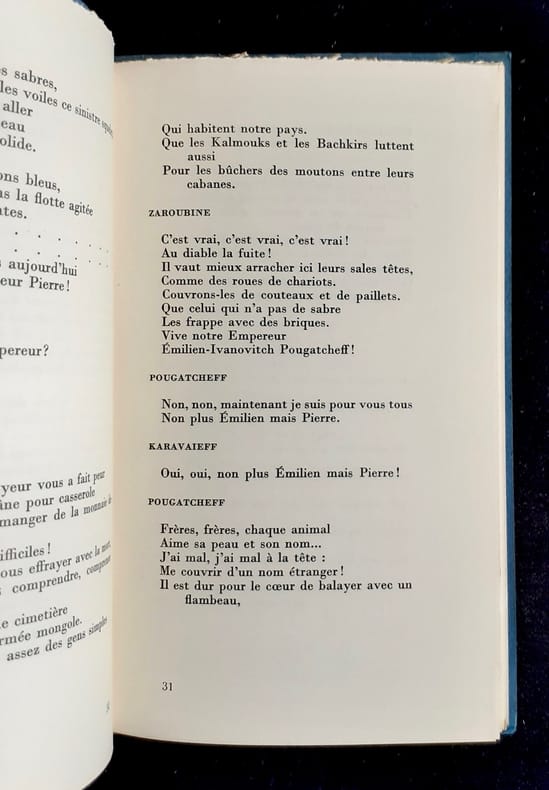 s sabres,
les voiles ce sinistre
aller
eau
olide.
ons bleus,
as la flotte agitée
tes.
. . . . .
. . . . .
s aujourd'hui
eur Pierre !
pereur ?
yeur vous a fait peur
âne pour casserole
manger de la monnaie
ifficiles !
ous effrayer avec la mort,
comprendre, comprenez
e cimetière
rmée mongole.
assez des gens simples
Qui habitent notre pays.
Que les Kalmouks et les Bachkirs luttent
aussi
Pour les bûchers des moutons entre leurs
cabanes.
ZAROUBINE
C'est vrai, c'est vrai, c'est vrai !
Au diable la fuite !
Il vaut mieux arracher ici leurs sales têtes,
Comme des roues de chariots.
Couvrons-les de couteaux et de paillets.
Que celui qui n'a pas de sabre
Les frappe avec des briques.
Vive notre Empereur
Émilien-Ivanovitch Pougatcheff !
POUGATCHEFF
Non, non, maintenant je suis pour vous tous
Non plus Émilien mais Pierre.
KARAVAIEFF
Oui, oui, non plus Émilien mais Pierre !
POUGATCHEFF
Frères, frères, chaque animal
Aime sa peau et son nom...
J'ai mal, j'ai mal à la tête :
Me couvrir d'un nom étranger !
Il est dur pour le cœur de balayer avec un
flambeau,
31